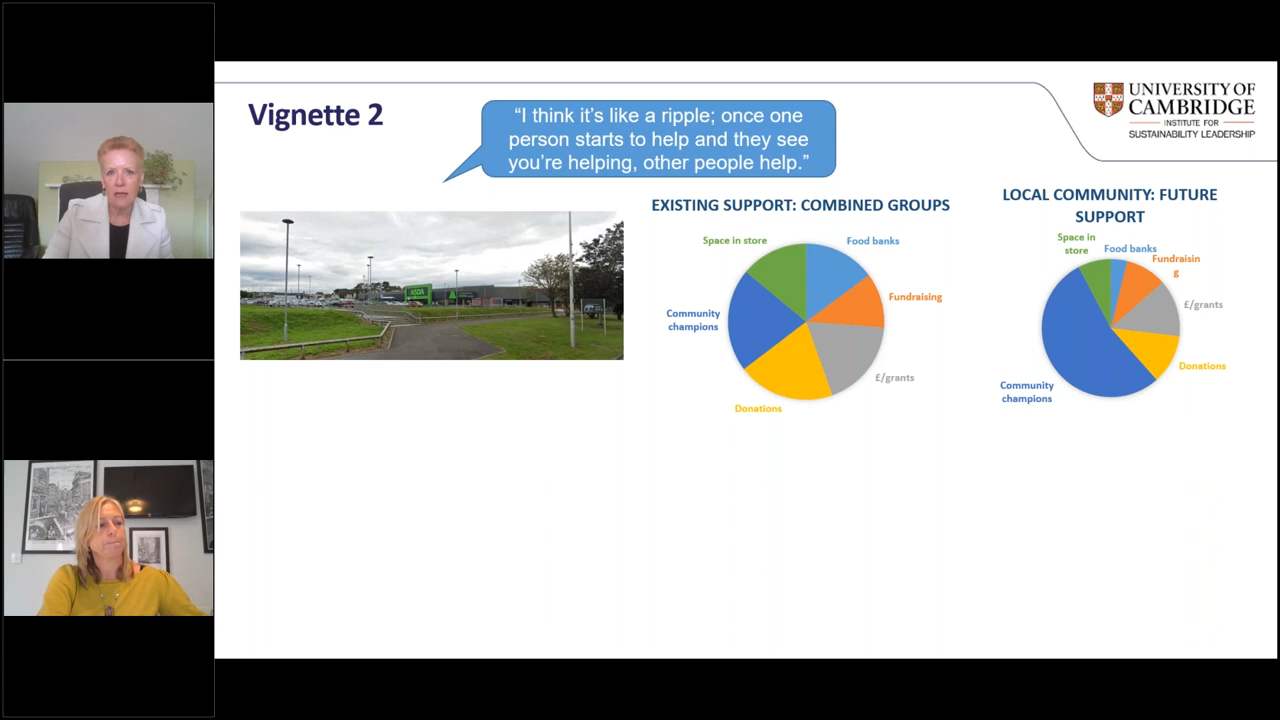 Vignette 2
“I think it’s like a ripple; once one
person starts to help and they see
you’re helping, other people help.”
UNIVERSITY OF
CAMBRIDGE
INSTITUTE FOR
SUSTAINABILITY LEADERSHIP
ASDA
EXISTING SUPPORT: COMBINED GROUPS
Space in store
Food banks
Fundraising
Community
champions
£/grants
Donations
LOCAL COMMUNITY: FUTURE
SUPPORT
Space in
store
Food banks
Fundraisin
g
£/grants
Donations
Community
champions